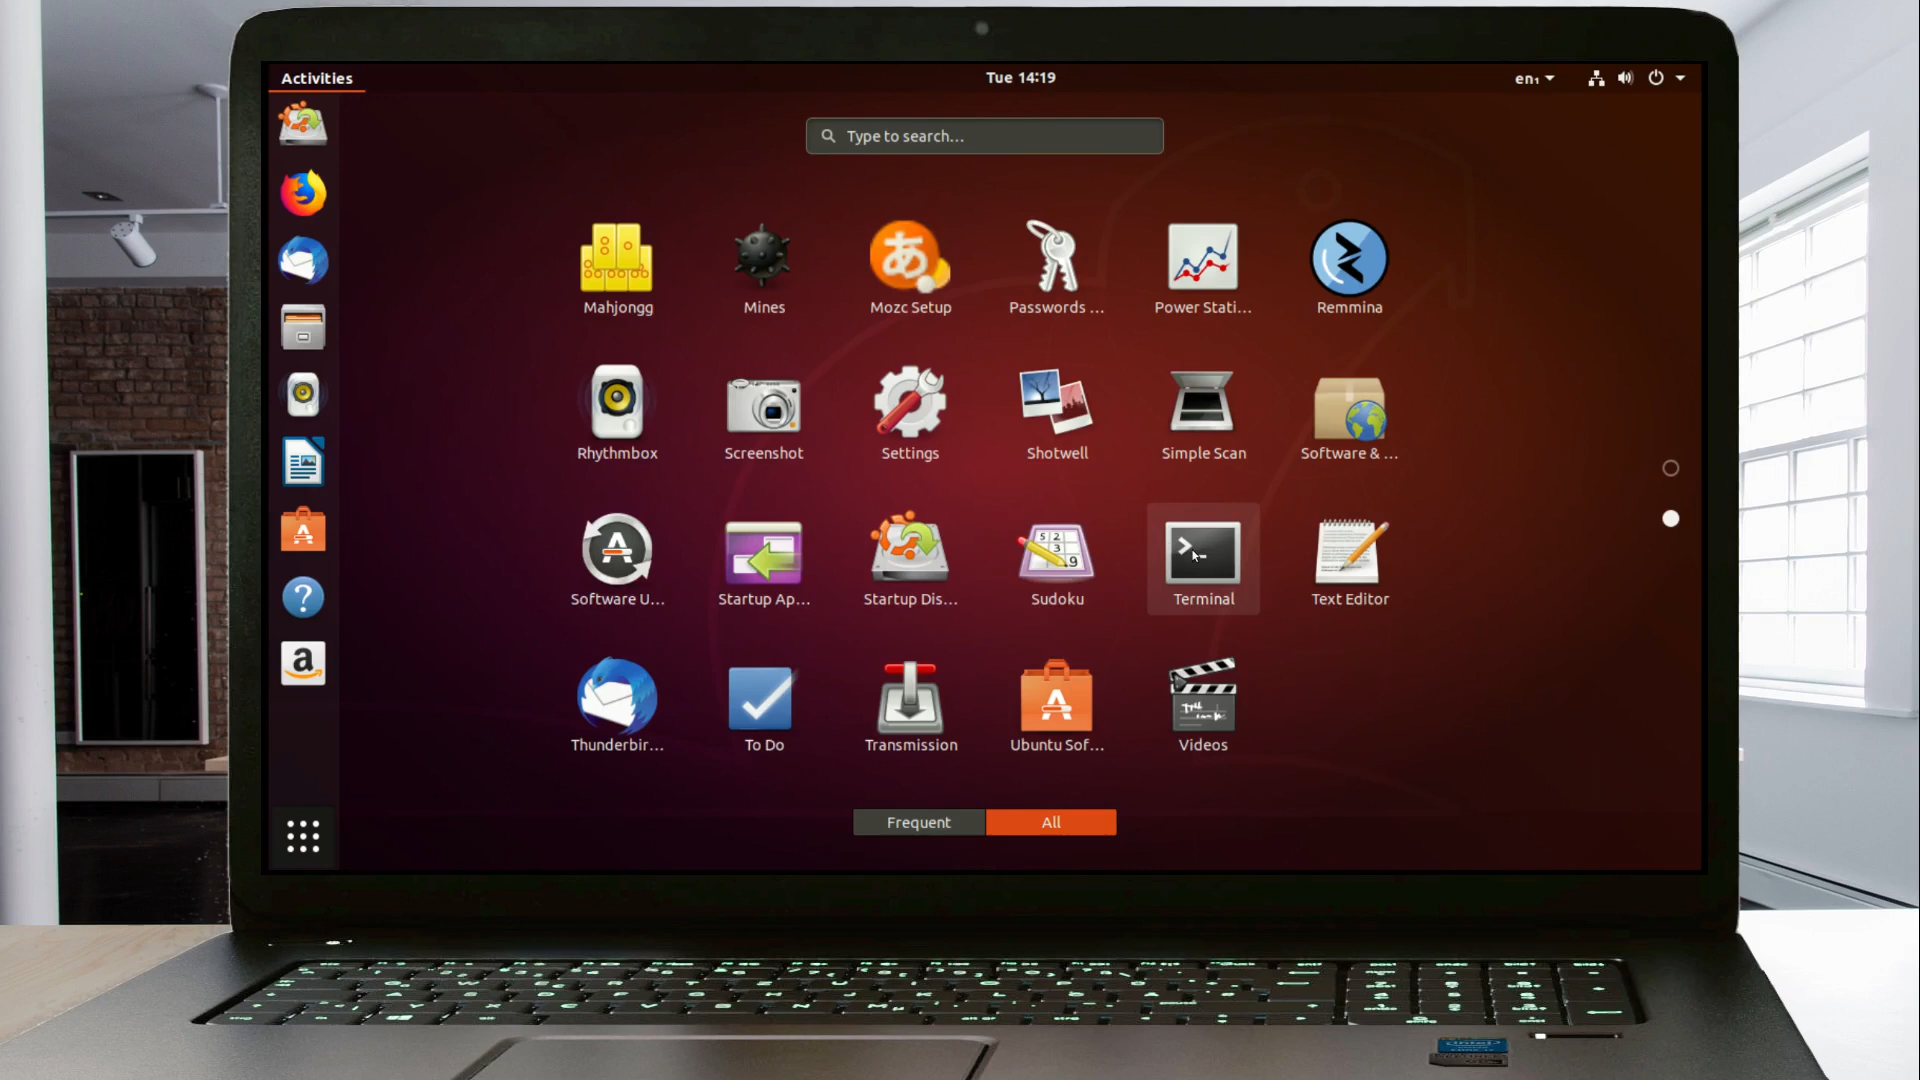 Activities
Tue 14:19
en₁
Type to search...
Mahjongg
Mines
Mozc Setup
Passwords ...
Power Stati...
Remmina
Rhythmbox
Screenshot
Settings
Shotwell
Simple Scan
Software & ...
Software U...
Startup Ap...
Startup Dis...
Sudoku
Terminal
Text Editor
Thunderbir...
To Do
Transmission
Ubuntu Sof...
Videos
Frequent
All